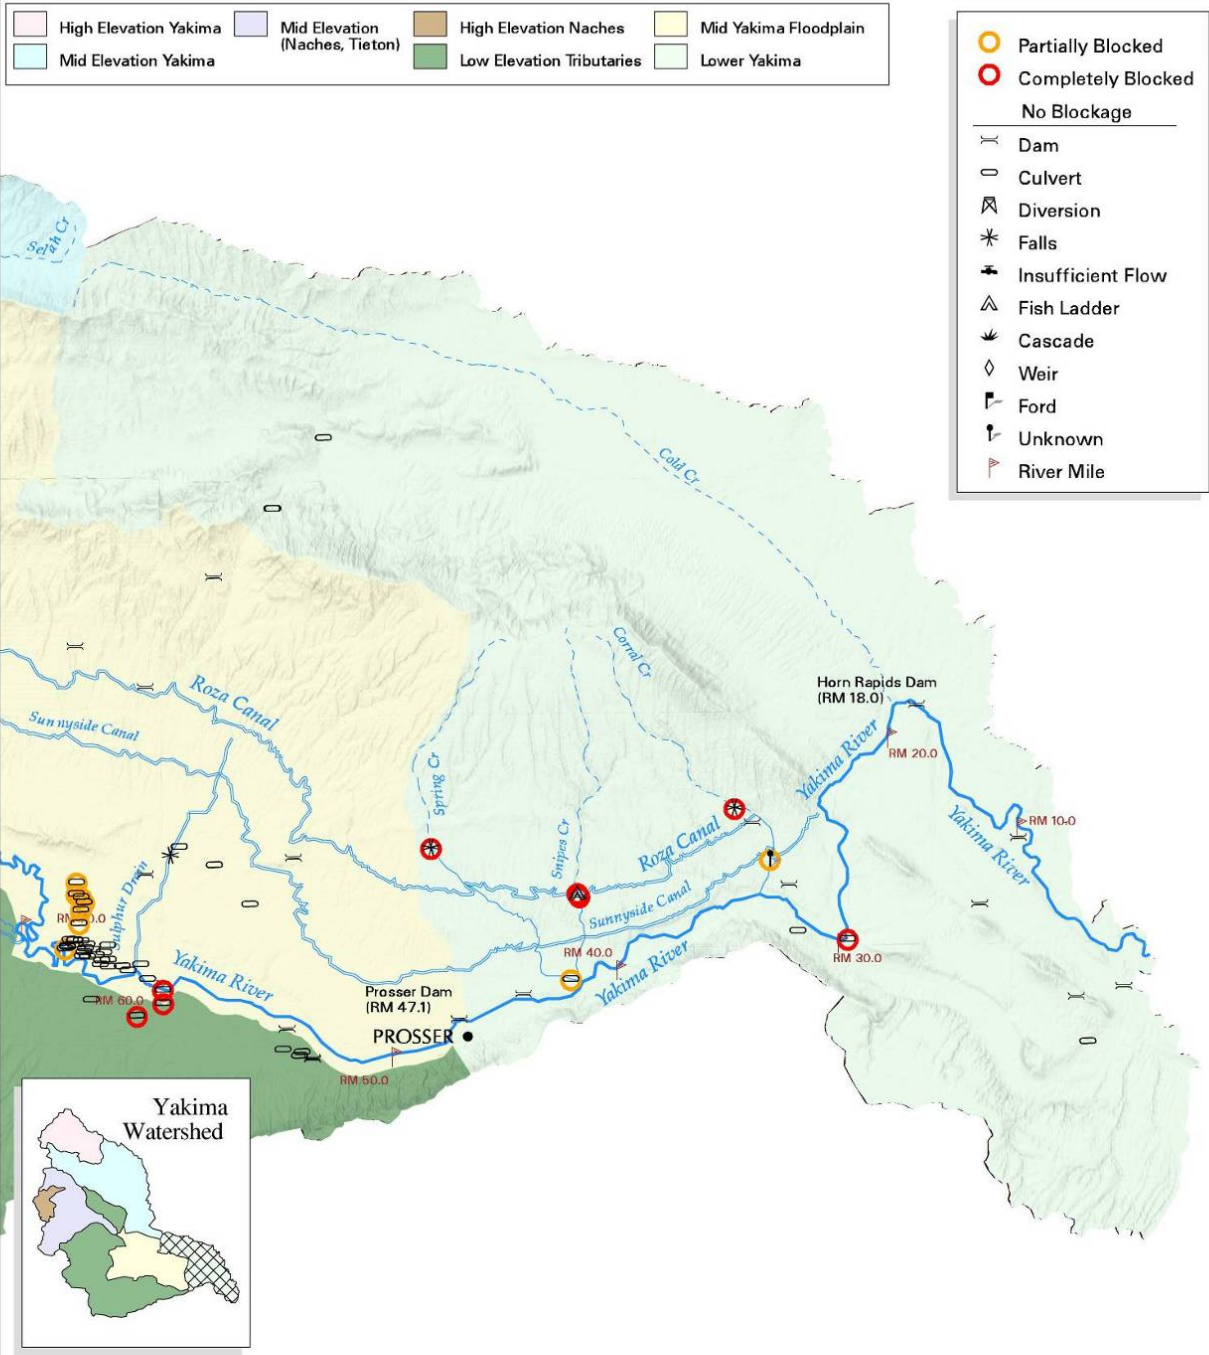 High Elevation Yakima
Mid Elevation Yakima
Mid Elevation
(Naches, Tieton)
High Elevation Naches
Low Elevation Tributaries
Mid Yakima Floodplain
Lower Yakima
Partially Blocked
Completely Blocked
No Blockage
Dam
Culvert
Diversion
Falls
Insufficient Flow
Fish Ladder
Cascade
Weir
Ford
Unknown
River Mile
Selah Cr
Cold Cr
Corral Cr
Horn Rapids Dam
(RM 18.0)
Roza Canal
Sunnyside Canal
Yakima River
RM 20.0
Spring Cr
RM 10.0
Yakima River
Snipes Cr
Roza Canal
Sulphur Drain
Sunnyside Canal
RM 40.0
RM 30.0
Yakima River
Yakima River
RM 60.0
Prosser Dam
(RM 47.1)
PROSSER
RM 50.0
Yakima
Watershed